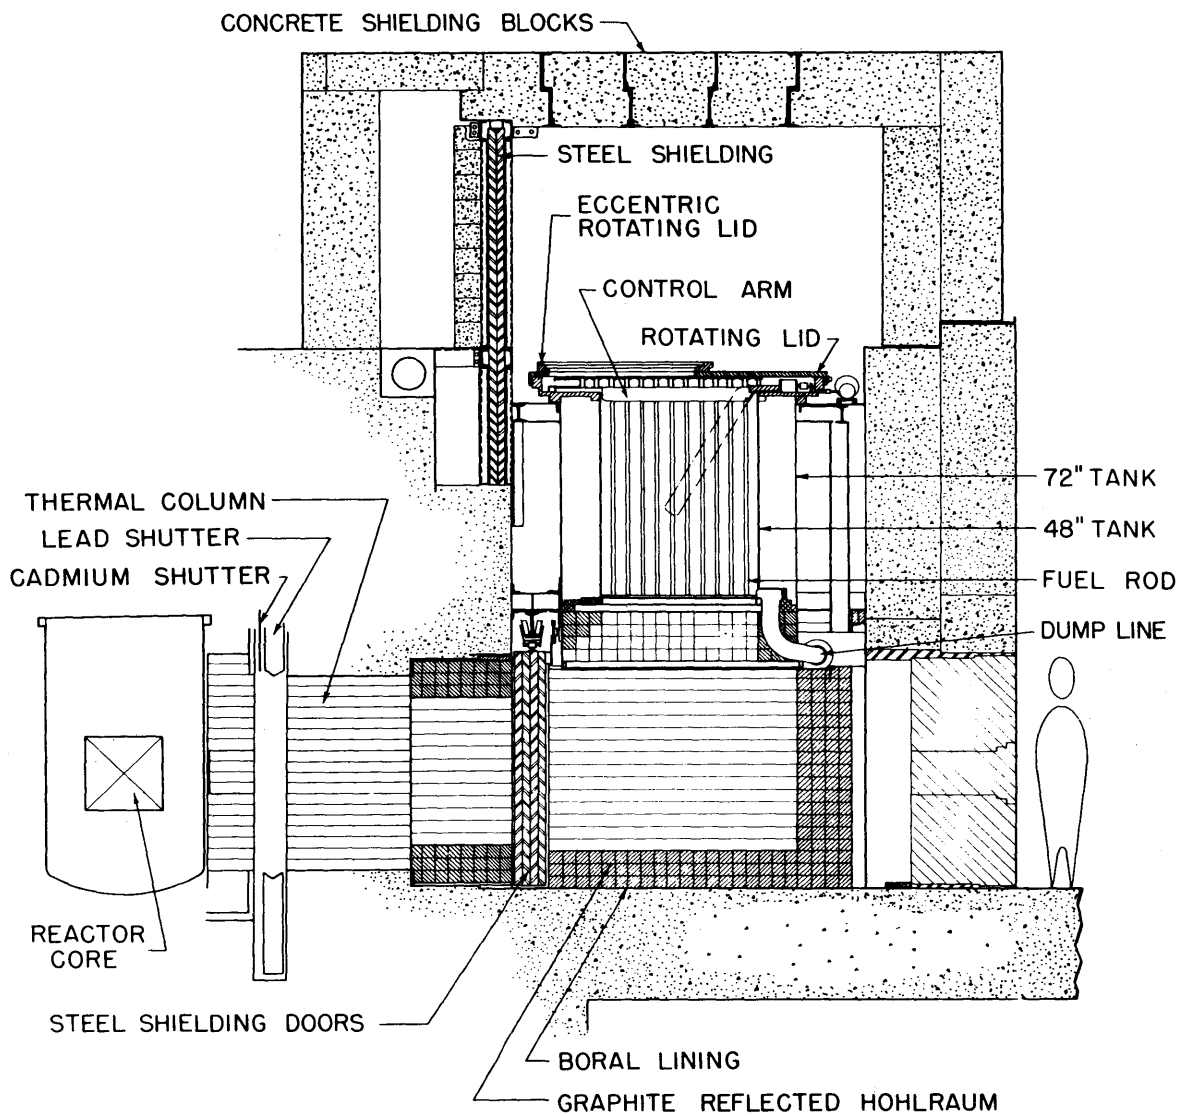 CONCRETE SHIELDING BLOCKS
STEEL SHIELDING
ECCENTRIC
ROTATING LID
CONTROL ARM
ROTATING LID
72" TANK
THERMAL COLUMN
48" TANK
LEAD SHUTTER
CADMIUM SHUTTER
FUEL ROD
DUMP LINE
REACTOR
CORE
STEEL SHIELDING DOORS
BORAL LINING
GRAPHITE REFLECTED HOHLRAUM